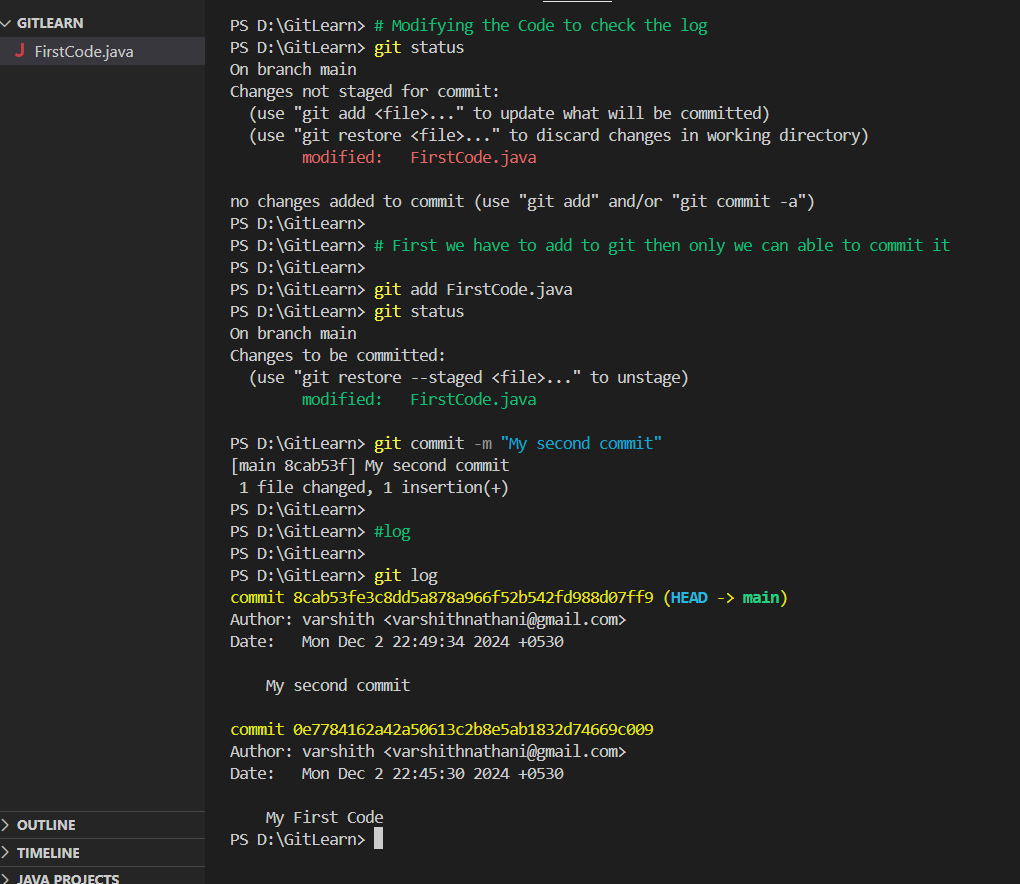 GITLEARN
J FirstCode.java
PS D:\GitLearn> # Modifying the Code to check the log
PS D:\GitLearn> git status
On branch main
Changes not staged for commit:
  (use "git add <file>..." to update what will be committed)
  (use "git restore <file>..." to discard changes in working directory)
        modified:   FirstCode.java

no changes added to commit (use "git add" and/or "git commit -a")
PS D:\GitLearn>
PS D:\GitLearn> # First we have to add to git then only we can able to commit it
PS D:\GitLearn>
PS D:\GitLearn> git add FirstCode.java
PS D:\GitLearn> git status
On branch main
Changes to be committed:
  (use "git restore --staged <file>..." to unstage)
        modified:   FirstCode.java

PS D:\GitLearn> git commit -m "My second commit"
[main 8cab53f] My second commit
 1 file changed, 1 insertion(+)
PS D:\GitLearn>
PS D:\GitLearn> #log
PS D:\GitLearn>
PS D:\GitLearn> git log
commit 8cab53fe3c8dd5a878a966f52b542fd988d07ff9 (HEAD -> main)
Author: varshith <varshithnathani@gmail.com>
Date:   Mon Dec 2 22:49:34 2024 +0530

    My second commit

commit 0e7784162a42a50613c2b8e5ab1832d74669c009
Author: varshith <varshithnathani@gmail.com>
Date:   Mon Dec 2 22:45:30 2024 +0530

    My First Code
PS D:\GitLearn>
OUTLINE
TIMELINE
JAVA PROJECTS